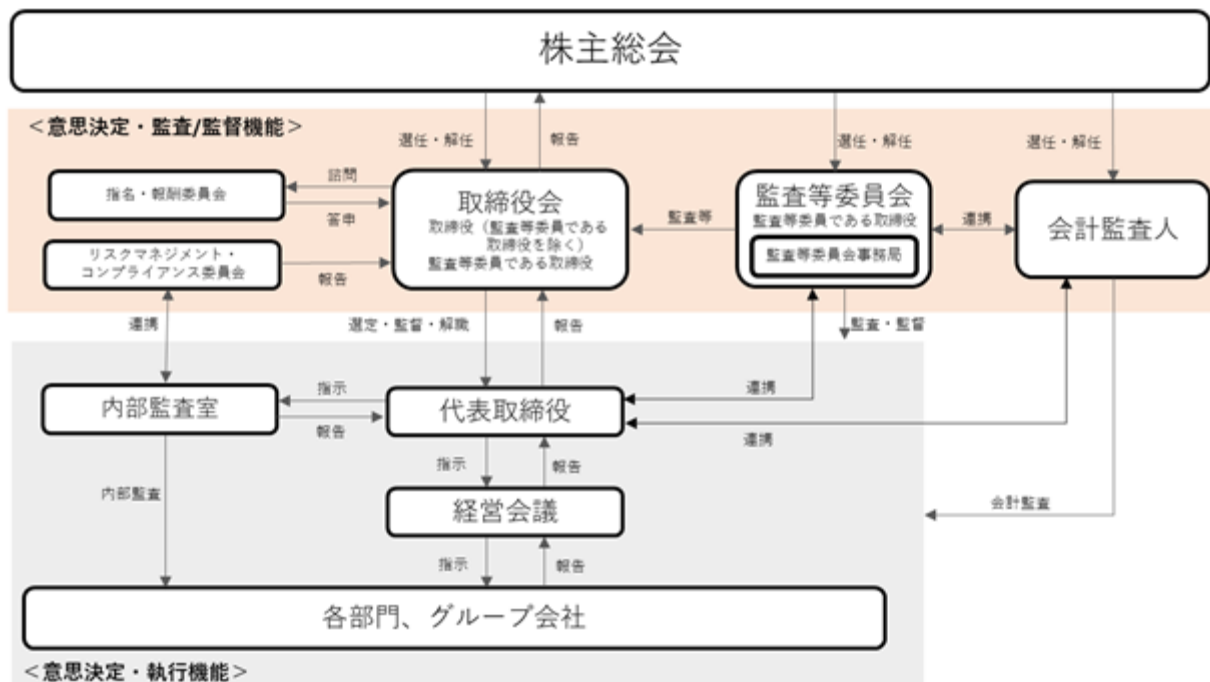 株主総会
＜意思決定・監査/監督機能＞
選任・解任
報告
選任・解任
選任・解任
指名・報酬委員会
諮問
答申
取締役会
取締役（監査等委員である
取締役を除く）
監査等委員である取締役
監査等
監査等委員会
監査等委員である取締役
監査等委員会事務局
連携
会計監査人
リスクマネジメント・
コンプライアンス委員会
報告
連携
選定・監督・解職
報告
監査・監督
内部監査室
指示
報告
代表取締役
連携
連携
指示
報告
内部監査
経営会議
会計監査
指示
報告
各部門、グループ会社
＜意思決定・執行機能＞